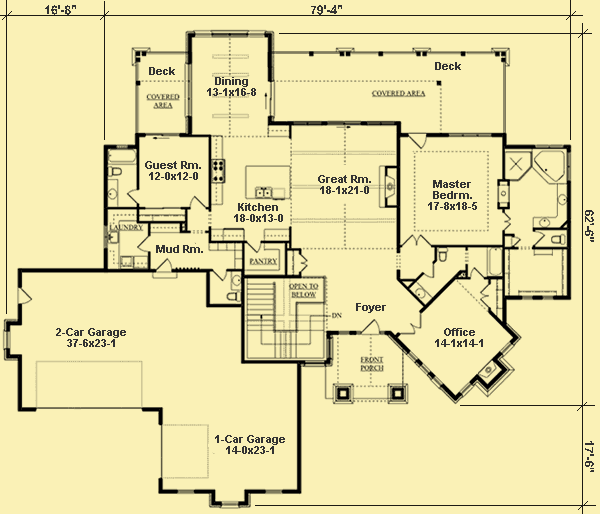 16'-8"
79'-4"
Deck
COVERED
AREA
Dining
13-1x16-8
Deck
COVERED AREA
Guest Rm.
12-0x12-0
Great Rm.
18-1x21-0
Master
Bedrm.
17-8x18-5
Kitchen
18-0x13-0
62'-6"
LAUNDRY
Mud Rm.
PANTRY
OPEN TO
BELOW
DN
Foyer
2-Car Garage
37-6x23-1
Office
14-1x14-1
FRONT
PORCH
1-Car Garage
14-0x23-1
17'-6"